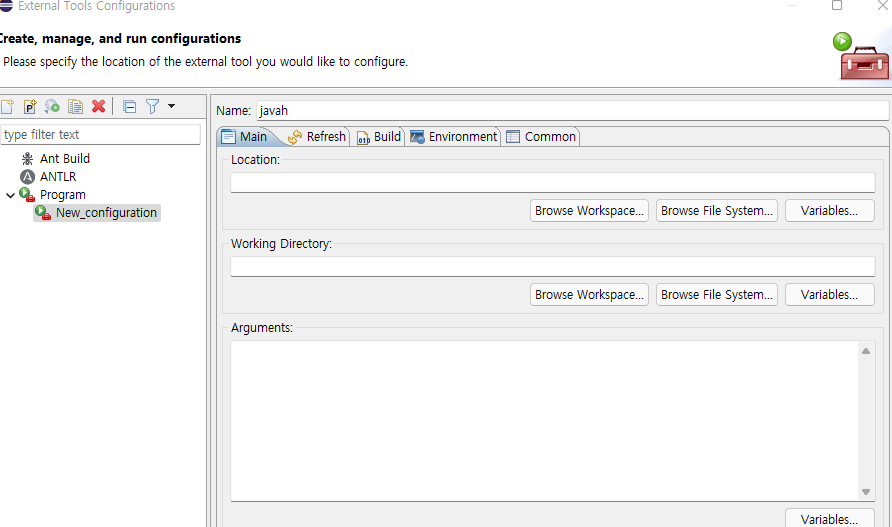 External Tools Configurations
Create, manage, and run configurations
Please specify the location of the external tool you would like to configure.
Name: javah
type filter text
Main Refresh Build Environment Common
Ant Build
ANTLR
Program
New_configuration
Location:
Browse Workspace... Browse File System... Variables...
Working Directory:
Browse Workspace... Browse File System... Variables...
Arguments:
Variables...